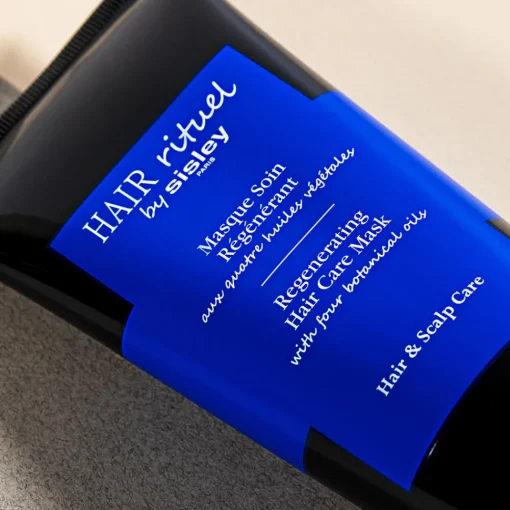 HAIR rituel
by sisley
PARIS
Masque Soin
Régénérant
aux quatre huiles végétales
Regenerating
Hair Care Mask
with four botanical oils
Hair & Scalp Care